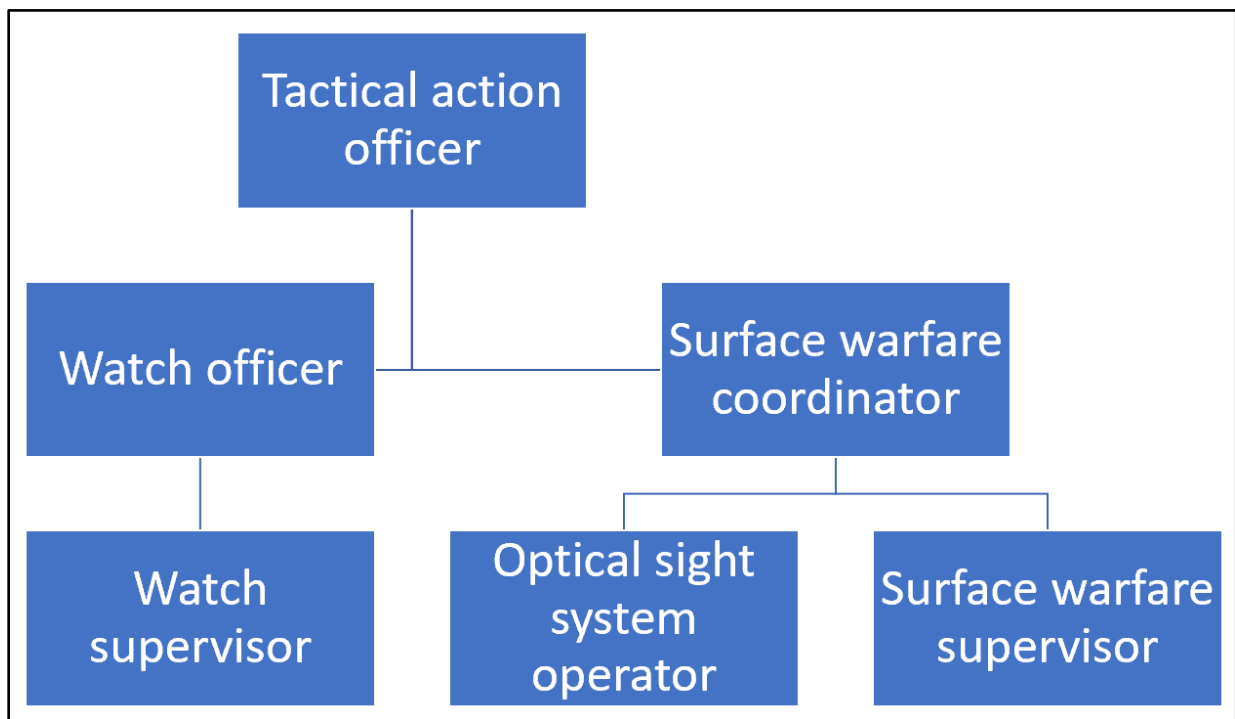 Tactical action
officer
Watch officer
Surface warfare
coordinator
Watch
supervisor
Optical sight
system
operator
Surface warfare
supervisor